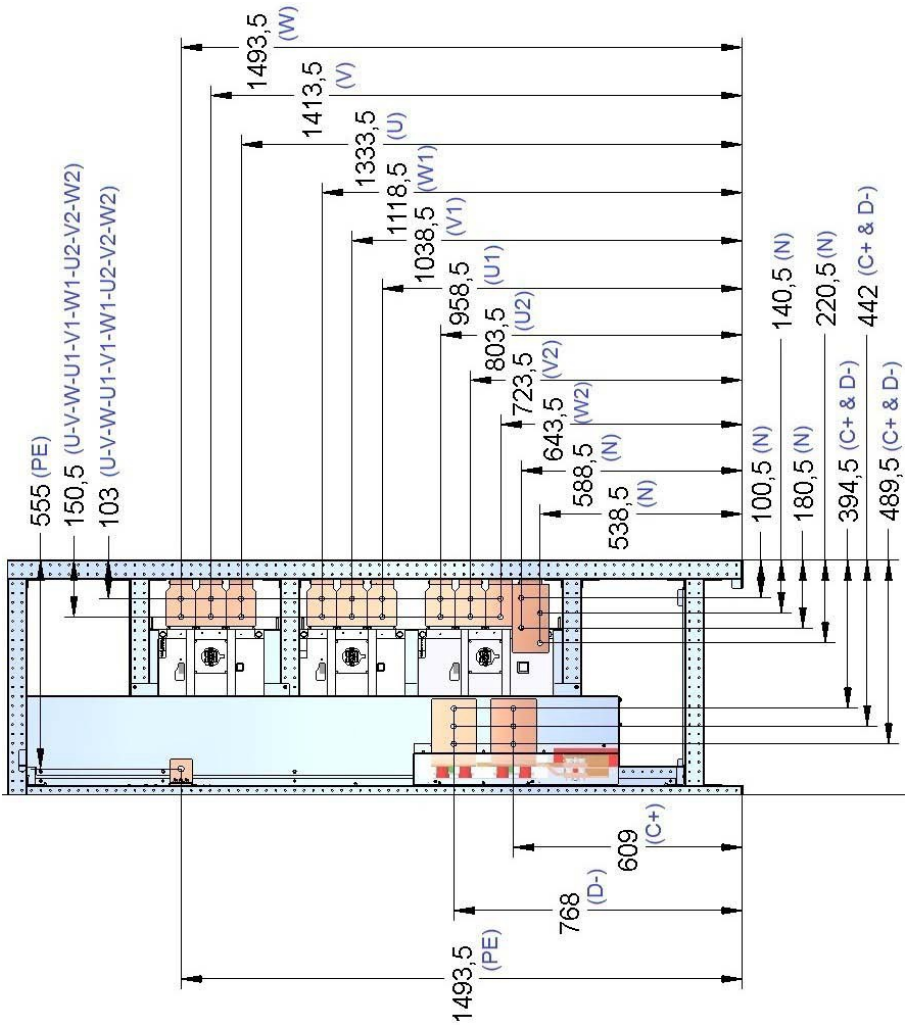 1493,5 (W)
1413,5 (V)
1333,5 (U)
1118,5 (W1)
1038,5 (V1)
958,5 (U1)
803,5 (U2)
723,5 (V2)
643,5 (W2)
588,5 (N)
538,5 (N)
555 (PE)
150,5 (U-V-W-U1-V1-W1-U2-V2-W2)
103 (U-V-W-U1-V1-W1-U2-V2-W2)
100,5 (N)
140,5 (N)
180,5 (N)
220,5 (N)
394,5 (C+ & D-)
442 (C+ & D-)
489,5 (C+ & D-)
609 (C+)
768 (D-)
1493,5 (PE)